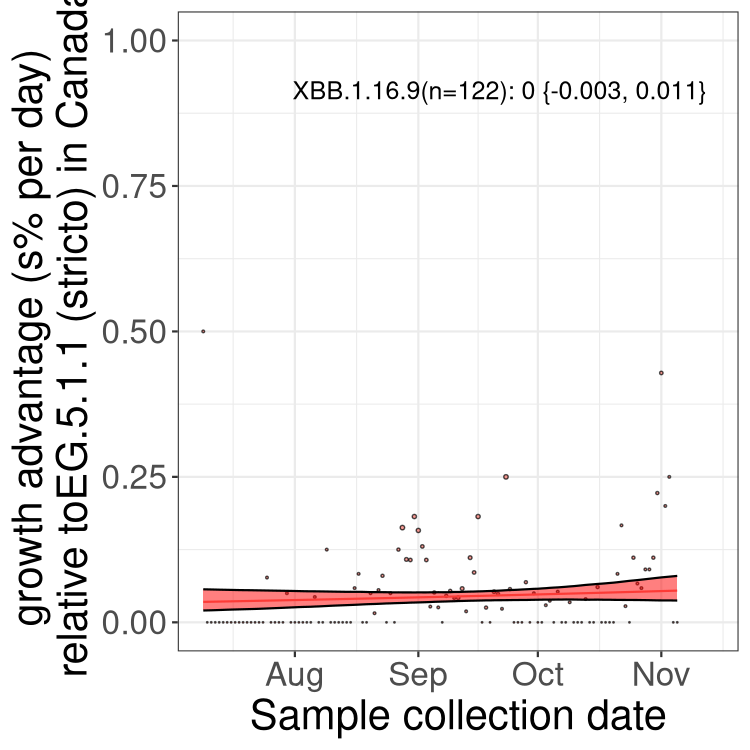 growth advantage (s% per day)
relative toEG.5.1.1 (stricto) in Canada
1.00
XBB.1.16.9(n=122): 0 {-0.003, 0.011}
0.75
0.50
0.25
0.00
Aug Sep Oct Nov
Sample collection date